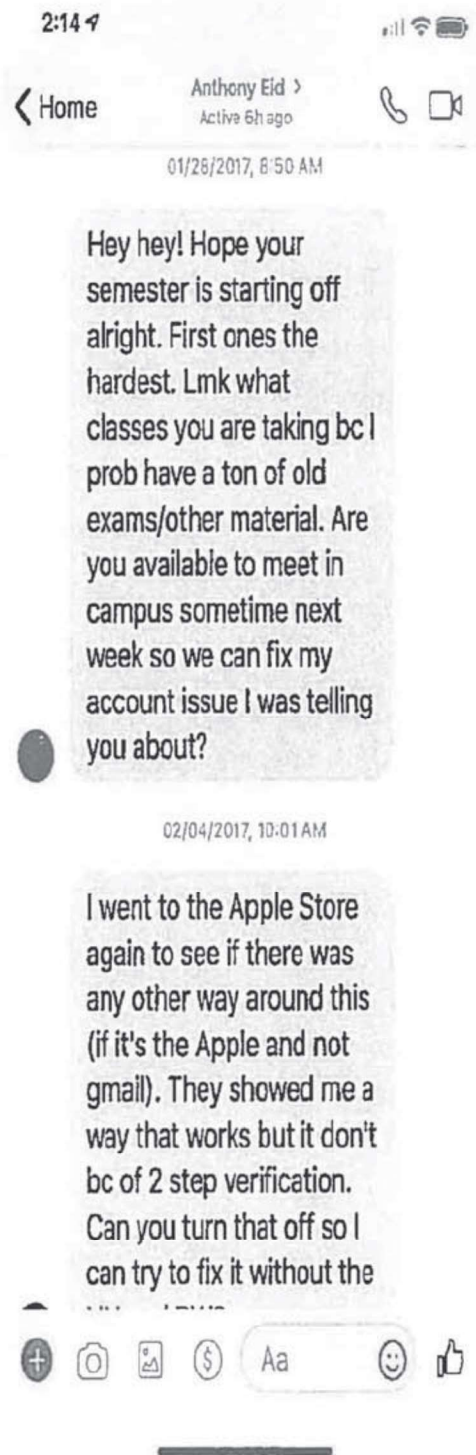 2:14
Home
Anthony Eid >
Active 6h ago
01/28/2017, 8:50 AM
Hey hey! Hope your
semester is starting off
alright. First ones the
hardest. Lmk what
classes you are taking bc I
prob have a ton of old
exams/other material. Are
you available to meet in
campus sometime next
week so we can fix my
account issue I was telling
you about?
02/04/2017, 10:01 AM
I went to the Apple Store
again to see if there was
any other way around this
(if it's the Apple and not
gmail). They showed me a
way that works but it don't
bc of 2 step verification.
Can you turn that off so I
can try to fix it without the
Aa